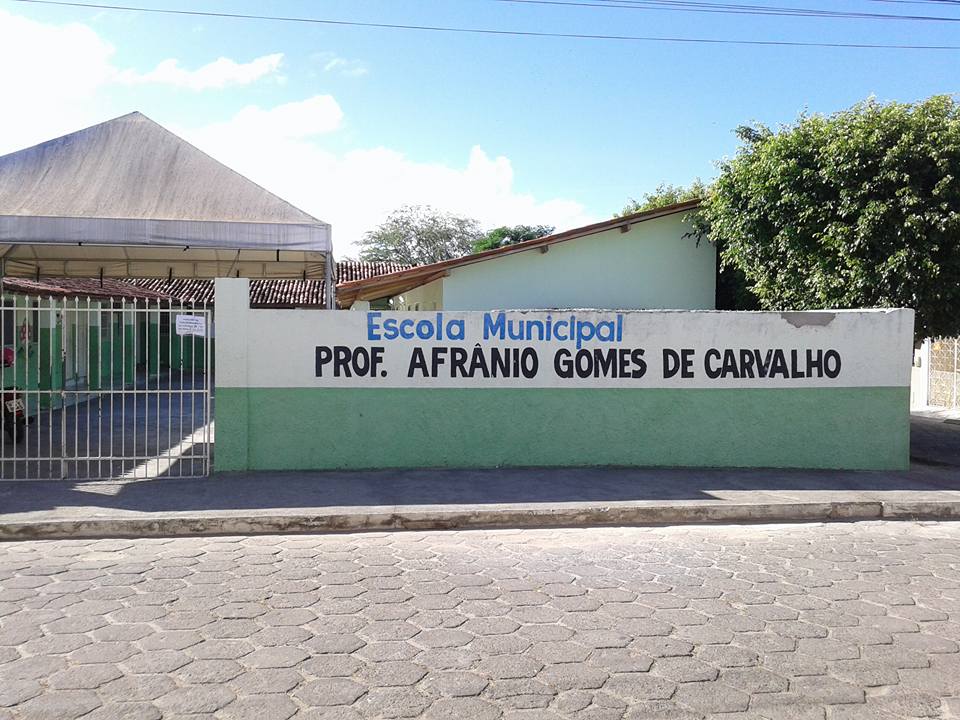 Escola Municipal
PROF. AFRÂNIO GOMES DE CARVALHO